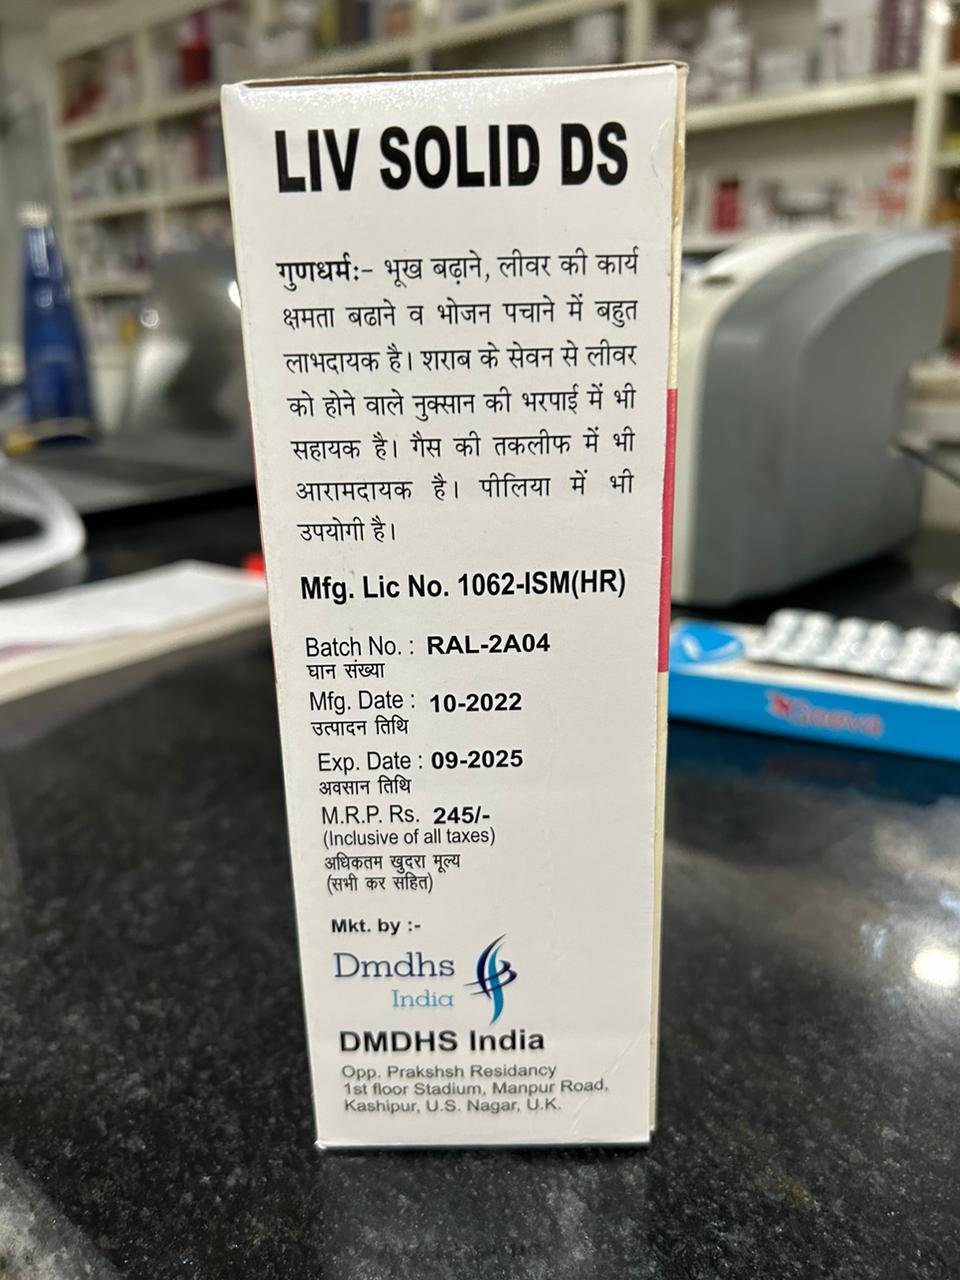 LIV SOLID DS
गुणधर्मः- भूख बढ़ाने, लीवर की कार्य
क्षमता बढाने व भोजन पचाने में बहुत
लाभदायक है। शराब के सेवन से लीवर
को होने वाले नुक्सान की भरपाई में भी
सहायक है। गैस की तकलीफ में भी
आरामदायक है। पीलिया में भी
उपयोगी है।
Mfg. Lic No. 1062-ISM(HR)
Batch No. : RAL-2A04
घान संख्या
Mfg. Date : 10-2022
उत्पादन तिथि
Exp. Date : 09-2025
अवसान तिथि
M.R.P. Rs. 245/-
(Inclusive of all taxes)
अधिकतम खुदरा मूल्य
(सभी कर सहित)
Mkt. by :-
Dmdhs
India
DMDHS India
Opp. Prakshsh Residancy
1st floor Stadium, Manpur Road,
Kashipur, U.S. Nagar, U.K.